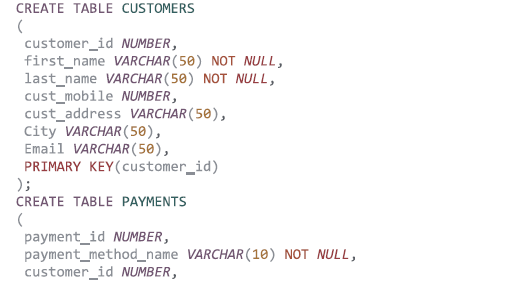 CREATE TABLE CUSTOMERS
(
customer_id NUMBER,
first_name VARCHAR(50) NOT NULL,
last_name VARCHAR(50) NOT NULL,
cust_mobile NUMBER,
cust_address VARCHAR(50),
City VARCHAR(50),
Email VARCHAR(50),
PRIMARY KEY(customer_id)
);
CREATE TABLE PAYMENTS
(
payment_id NUMBER,
payment_method_name VARCHAR(10) NOT NULL,
customer_id NUMBER,